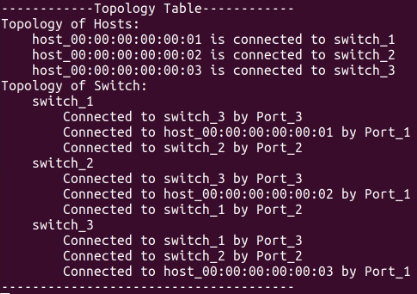 ------------Topology Table------------
Topology of Hosts:
    host_00:00:00:00:00:01 is connected to switch_1
    host_00:00:00:00:00:02 is connected to switch_2
    host_00:00:00:00:00:03 is connected to switch_3
Topology of Switch:
    switch_1
        Connected to switch_3 by Port_3
        Connected to host_00:00:00:00:00:01 by Port_1
        Connected to switch_2 by Port_2
    switch_2
        Connected to switch_3 by Port_3
        Connected to host_00:00:00:00:00:02 by Port_1
        Connected to switch_1 by Port_2
    switch_3
        Connected to switch_1 by Port_3
        Connected to switch_2 by Port_2
        Connected to host_00:00:00:00:00:03 by Port_1
--------------------------------------